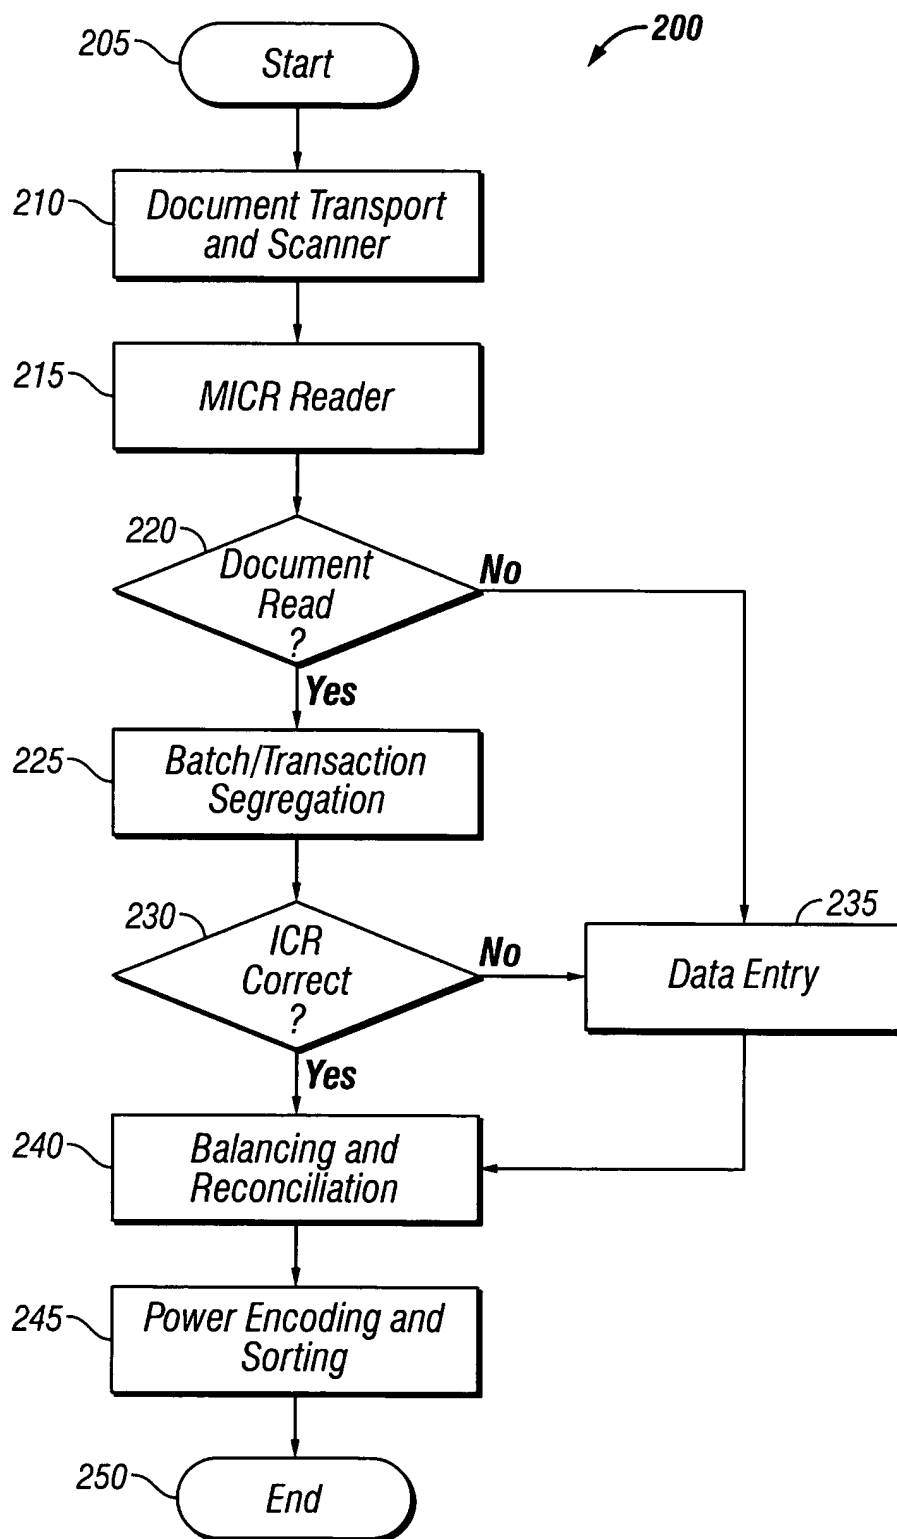 200
205
Start
210
Document Transport
and Scanner
215
MICR Reader
220
Document
Read
?
No
Yes
225
Batch/Transaction
Segregation
230
ICR
Correct
?
No
Yes
235
Data Entry
240
Balancing and
Reconciliation
245
Power Encoding and
Sorting
250
End